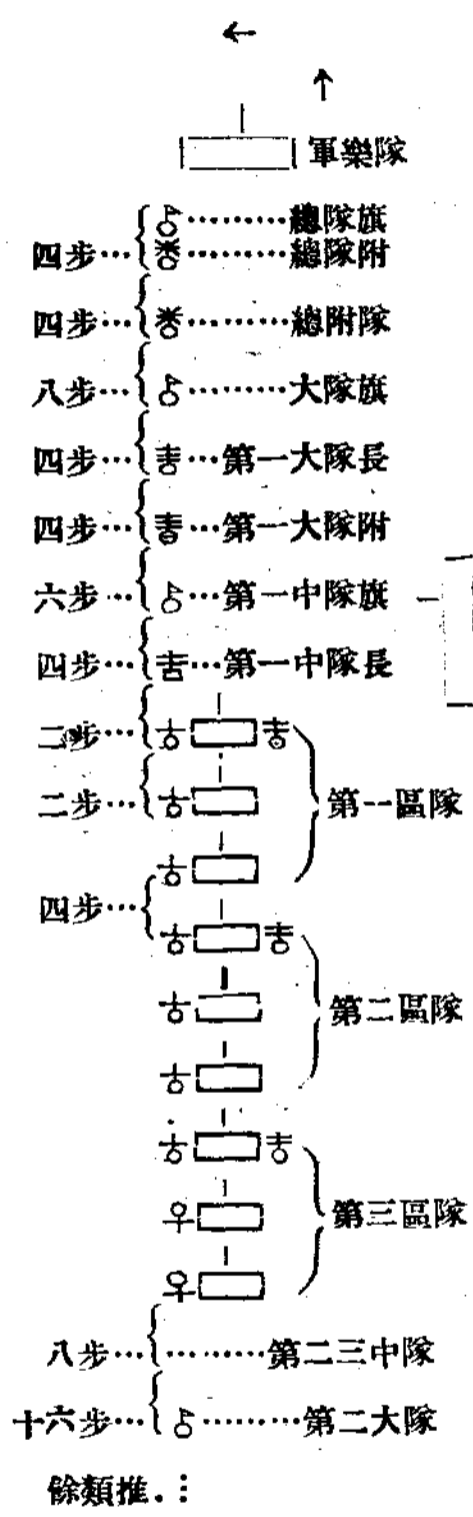 軍樂隊
總隊旗
四步…總隊附
四步…總附隊
八步…大隊旗
四步…第一大隊長
四步…第一大隊附
六步…第一中隊旗
四步…第一中隊長
二步…
二步…第一區隊
四步…
第二區隊
第三區隊
八步…第二三中隊
十六步…第二大隊
餘類推.⋮